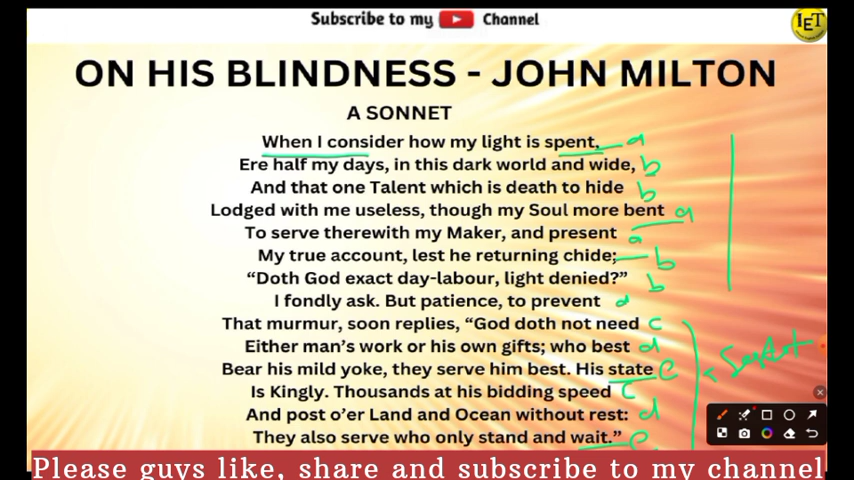 Subscribe to my Channel
IET
ON HIS BLINDNESS - JOHN MILTON
A SONNET
When I consider how my light is spent, a
Ere half my days, in this dark world and wide, b
And that one Talent which is death to hide b
Lodged with me useless, though my Soul more bent a
To serve therewith my Maker, and present a
My true account, lest he returning chide; b
“Doth God exact day-labour, light denied?” b
I fondly ask. But patience, to prevent a
That murmur, soon replies, “God doth not need c
Either man’s work or his own gifts; who best d
Bear his mild yoke, they serve him best. His state e
Is Kingly. Thousands at his bidding speed c
And post o’er Land and Ocean without rest: d
They also serve who only stand and wait.” e
Please guys like, share and subscribe to my channel